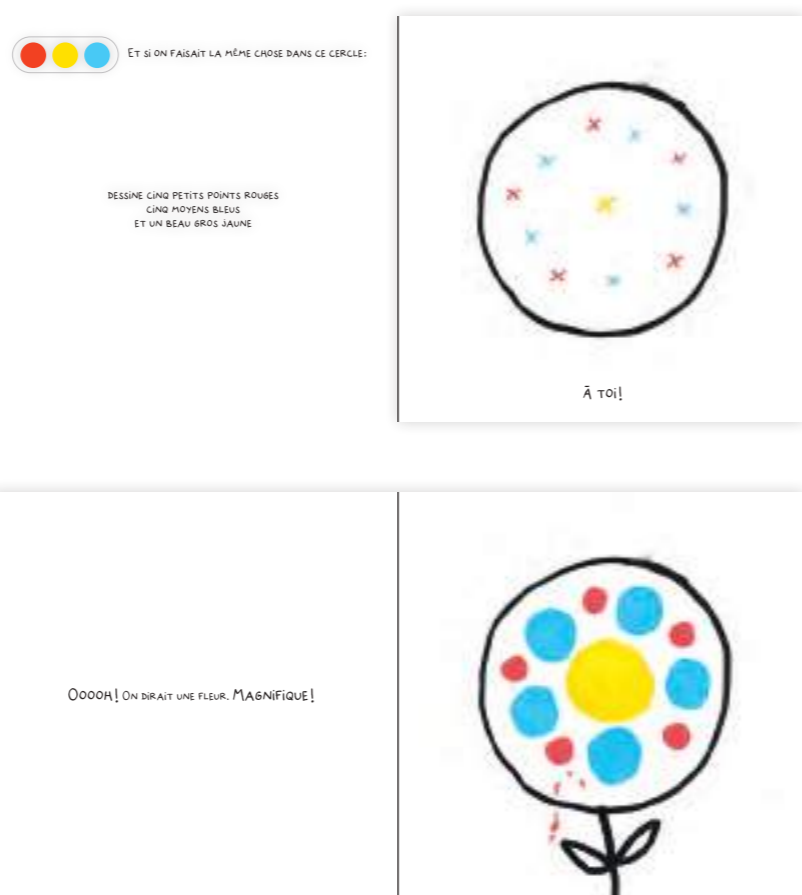 ET Si ON FAiSAiT LA MÊME CHOSE DANS CE CERCLE:
DESSiNE CiNQ PETiTS POiNTS ROUGES
CiNQ MOYENS BLEUS
ET UN BEAU GROS JAUNE
À TOi!
OOOOH! ON DiRAiT UNE FLEUR. MAGNiFiQUE!